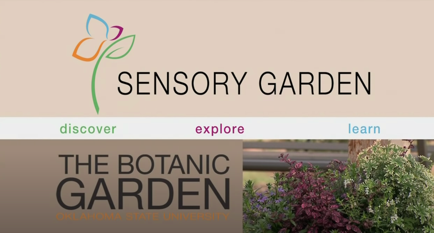 SENSORY GARDEN
discover explore learn
THE BOTANIC
GARDEN